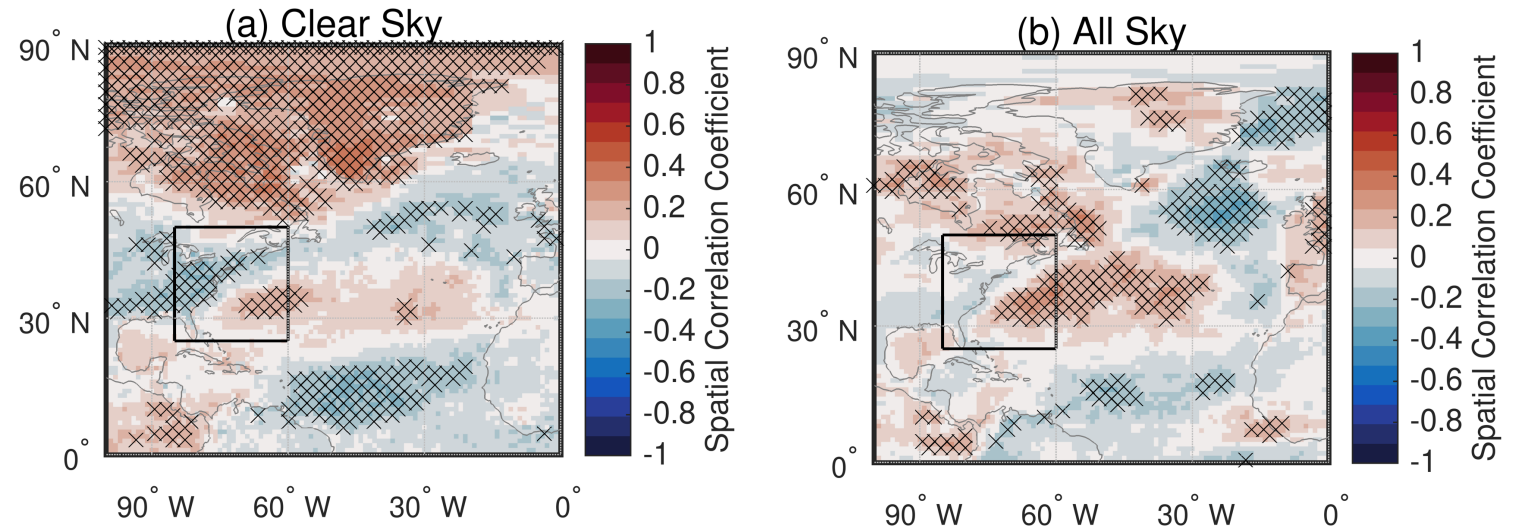 (a) Clear Sky
90° N
60° N
30° N
0°
90° W
60° W
30° W
0°
1
0.8
0.6
0.4
0.2
0
-0.2
-0.4
-0.6
-0.8
-1
Spatial Correlation Coefficient
(b) All Sky
90° N
60° N
30° N
0°
90° W
60° W
30° W
0°
1
0.8
0.6
0.4
0.2
0
-0.2
-0.4
-0.6
-0.8
-1
Spatial Correlation Coefficient